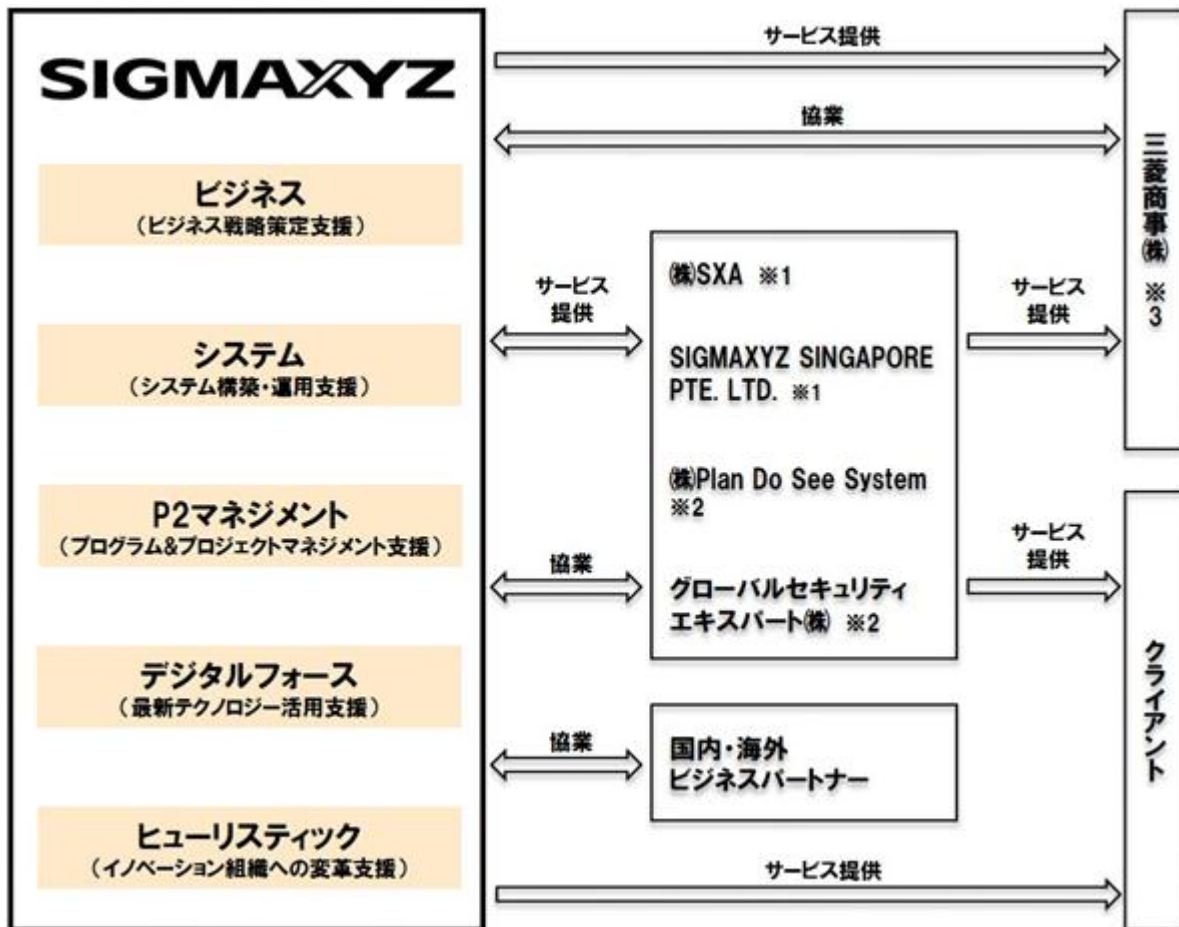 SIGMAXYZ
ビジネス
（ビジネス戦略策定支援）
システム
（システム構築・運用支援）
P2マネジメント
（プログラム&プロジェクトマネジメント支援）
デジタルフォース
（最新テクノロジー活用支援）
ヒューリスティック
（イノベーション組織への変革支援）
サービス提供
協業
サービス
提供
協業
協業
サービス提供
㈱SXA ※1
SIGMAXYZ SINGAPORE
PTE. LTD. ※1
㈱Plan Do See System
※2
グローバルセキュリティ
エキスパート㈱ ※2
国内・海外
ビジネスパートナー
サービス
提供
サービス
提供
三菱商事㈱ ※3
クライアント